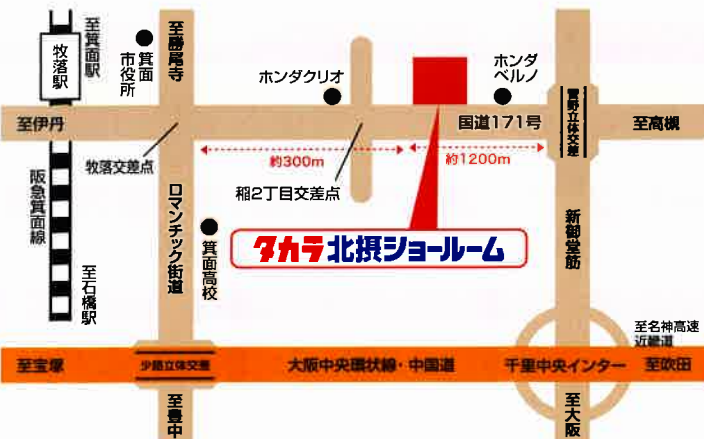 至箕面駅
牧落駅
箕面
市役所
至勝尾寺
ホンダクリオ
ホンダ
ベルノ
至伊丹
国道171号
萱野立体交差
至高槻
約300m
約1200m
牧落交差点
稲2丁目交差点
阪急箕面線
至石橋駅
ロマンチック街道
箕面高校
タカラ北摂ショールーム
新御堂筋
至名神高速
近畿道
至宝塚
少路立体交差
大阪中央環状線・中国道
千里中央インター
至吹田
至豊中
至大阪